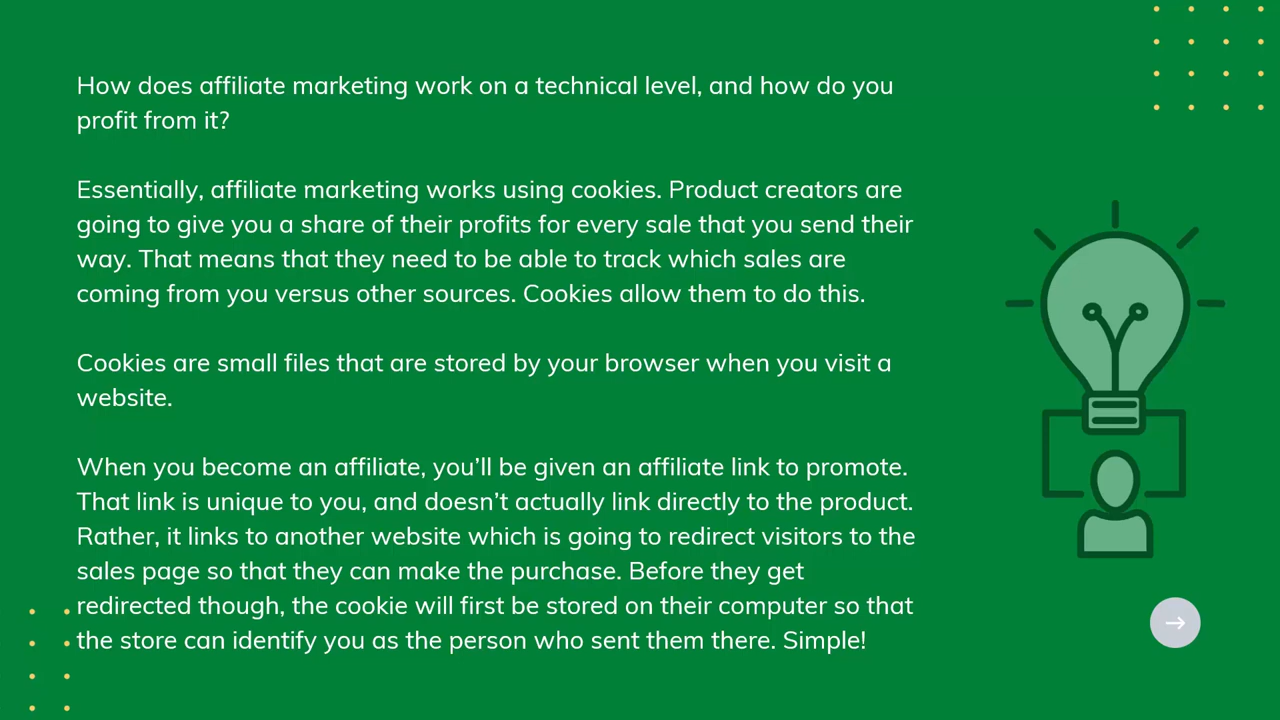 How does affiliate marketing work on a technical level, and how do you
profit from it?
Essentially, affiliate marketing works using cookies. Product creators are
going to give you a share of their profits for every sale that you send their
way. That means that they need to be able to track which sales are
coming from you versus other sources. Cookies allow them to do this.
Cookies are small files that are stored by your browser when you visit a
website.
When you become an affiliate, you’ll be given an affiliate link to promote.
That link is unique to you, and doesn’t actually link directly to the product.
Rather, it links to another website which is going to redirect visitors to the
sales page so that they can make the purchase. Before they get
redirected though, the cookie will first be stored on their computer so that
the store can identify you as the person who sent them there. Simple!